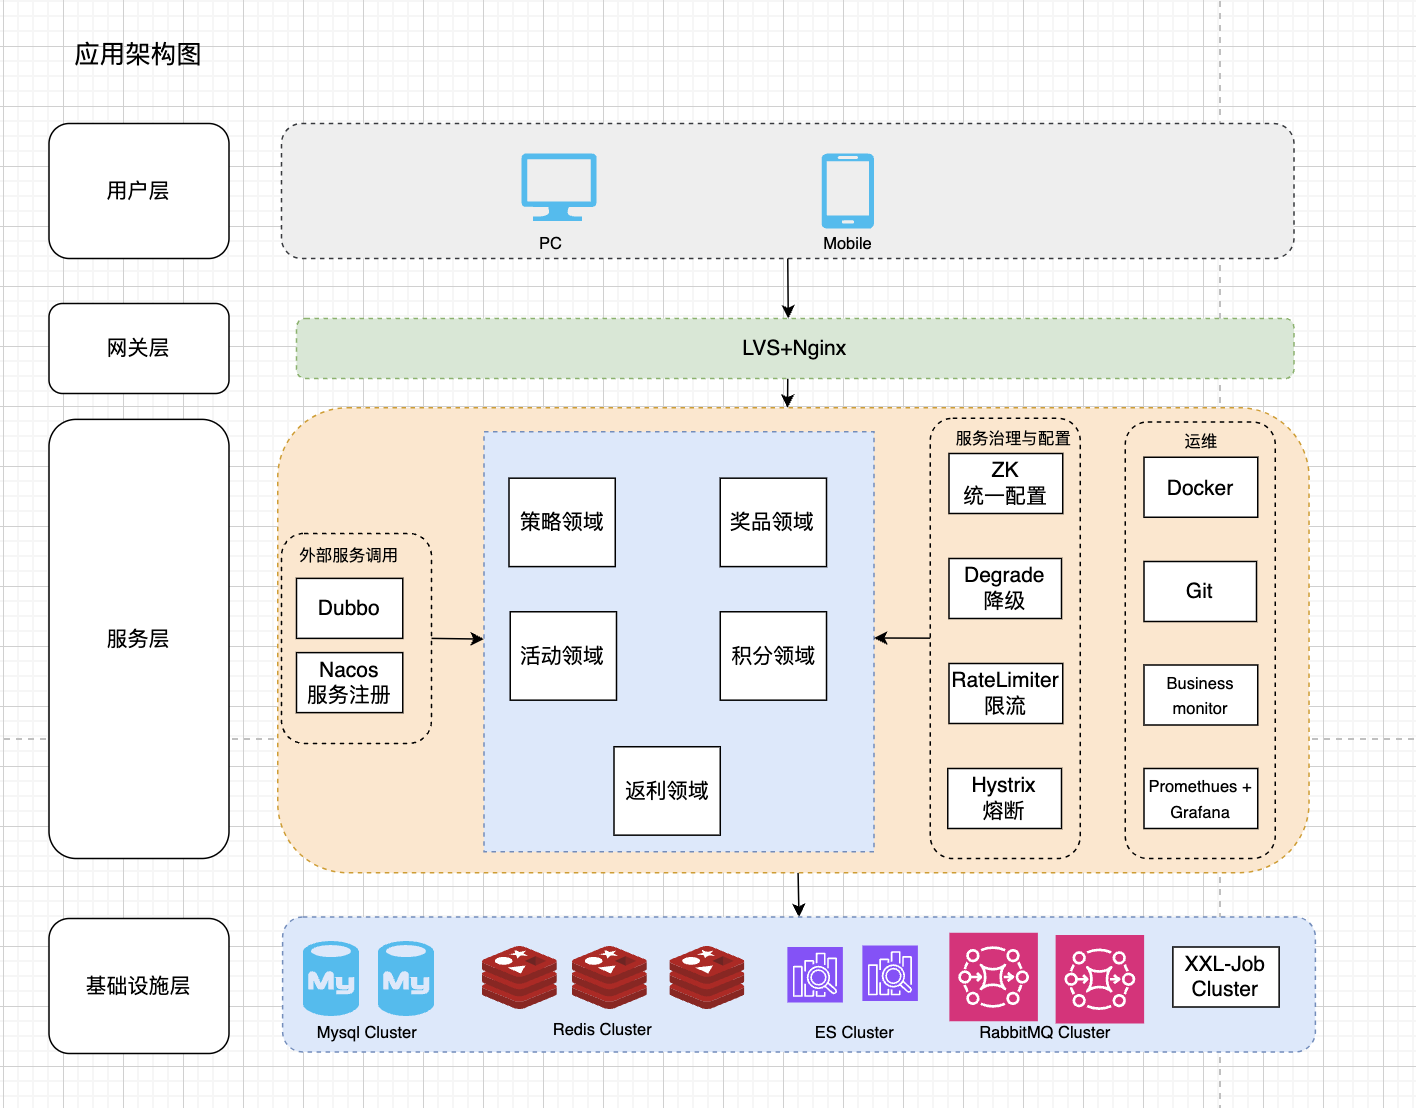 应用架构图
用户层
PC
Mobile
网关层
LVS+Nginx
服务层
外部服务调用
Dubbo
Nacos
服务注册
策略领域
奖品领域
活动领域
积分领域
返利领域
服务治理与配置
ZK
统一配置
Degrade
降级
RateLimiter
限流
Hystrix
熔断
运维
Docker
Git
Business
monitor
Promethues +
Grafana
基础设施层
My
My
Mysql Cluster
Redis Cluster
ES Cluster
RabbitMQ Cluster
XXL-Job
Cluster